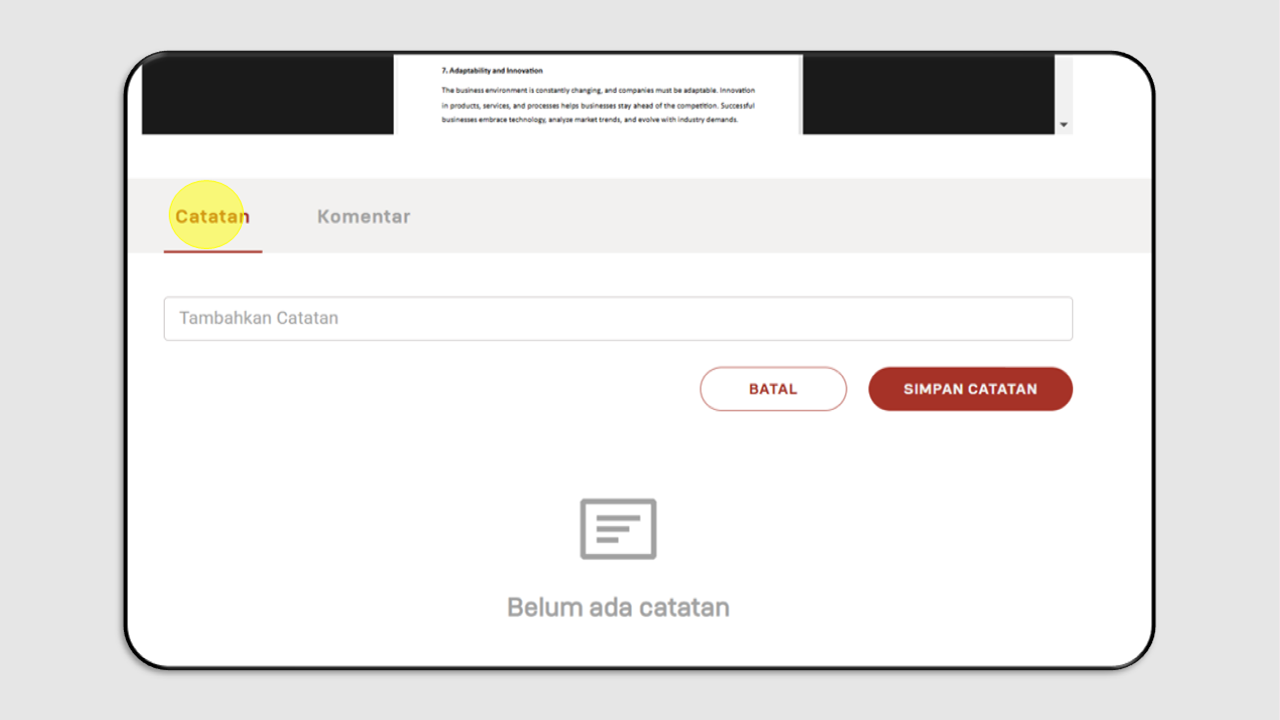 7. Adaptability and Innovation
The business environment is constantly changing, and companies must be adaptable. Innovation
in products, services, and processes helps businesses stay ahead of the competition. Successful
businesses embrace technology, analyze market trends, and evolve with industry demands.
Catatan Komentar
Tambahkan Catatan
BATAL SIMPAN CATATAN
Belum ada catatan